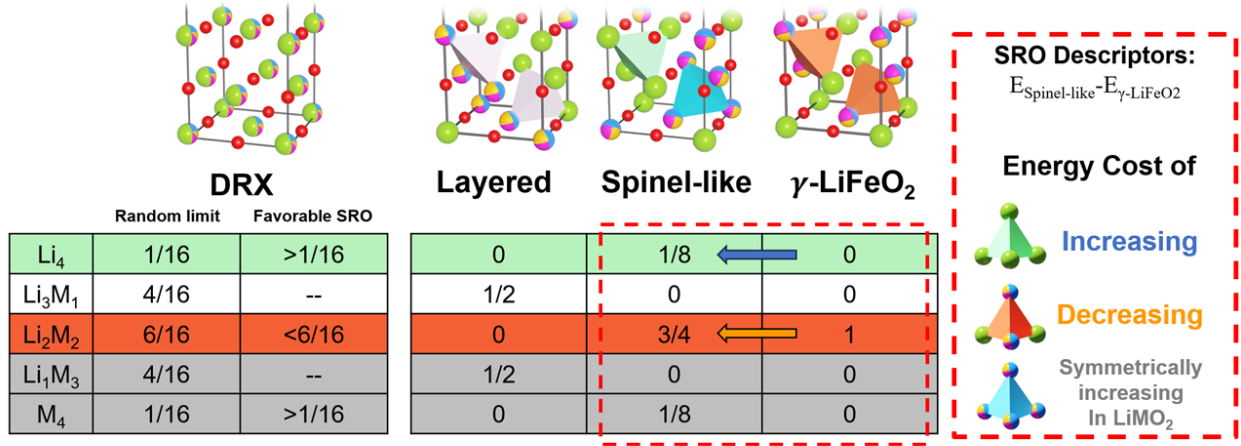 DRX
Random limit Favorable SRO
Li₄ 1/16 >1/16
Li₃M₁ 4/16 --
Li₂M₂ 6/16 <6/16
Li₁M₃ 4/16 --
M₄ 1/16 >1/16
Layered Spinel-like γ-LiFeO₂
0 1/8 0
1/2 0 0
0 3/4 1
1/2 0 0
0 1/8 0
SRO Descriptors:
E_Spinel-like-E_γ-LiFeO2
Energy Cost of
Increasing
Decreasing
Symmetrically
increasing
In LiMO₂